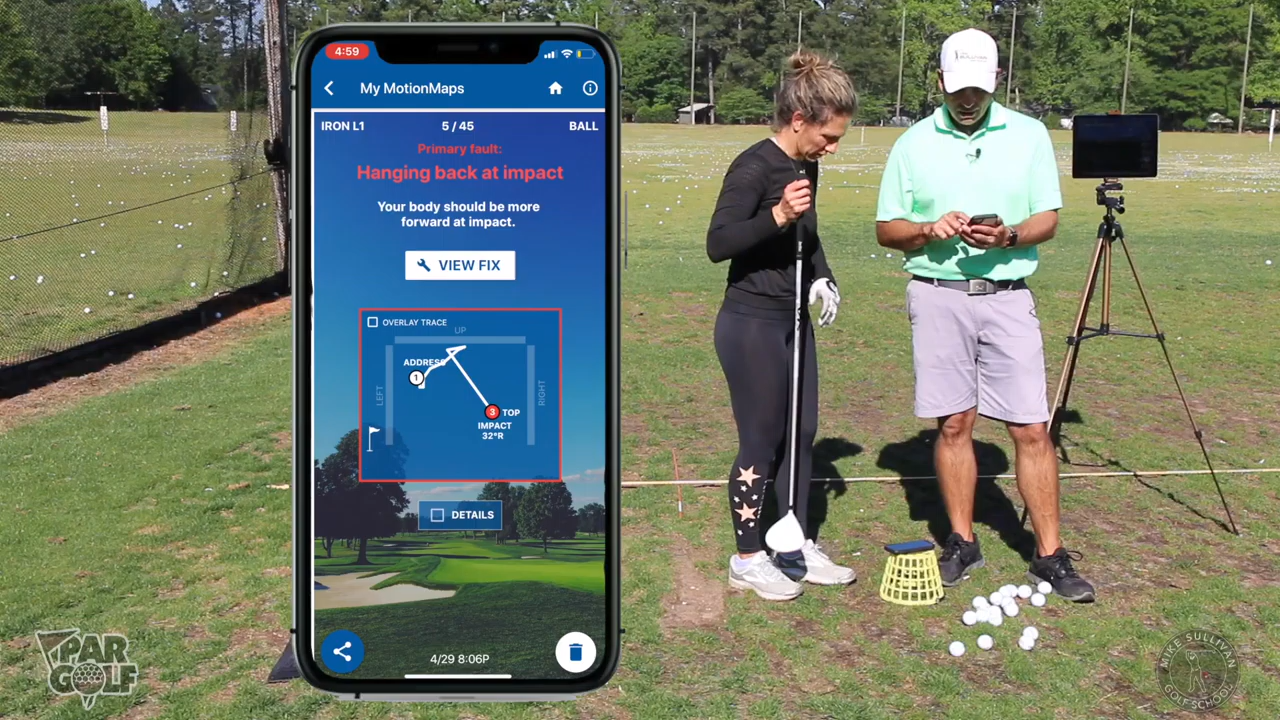 4:59
My MotionMaps
IRON L1
5 / 45
BALL
Primary fault:
Hanging back at impact
Your body should be more
forward at impact.
VIEW FIX
OVERLAY TRACE
UP
ADDRESS
1
LEFT
RIGHT
3
TOP
IMPACT
32°R
DETAILS
4/29 8:06P
PAR
GOLF
MIKE SULLIVAN
GOLF SCHOOL